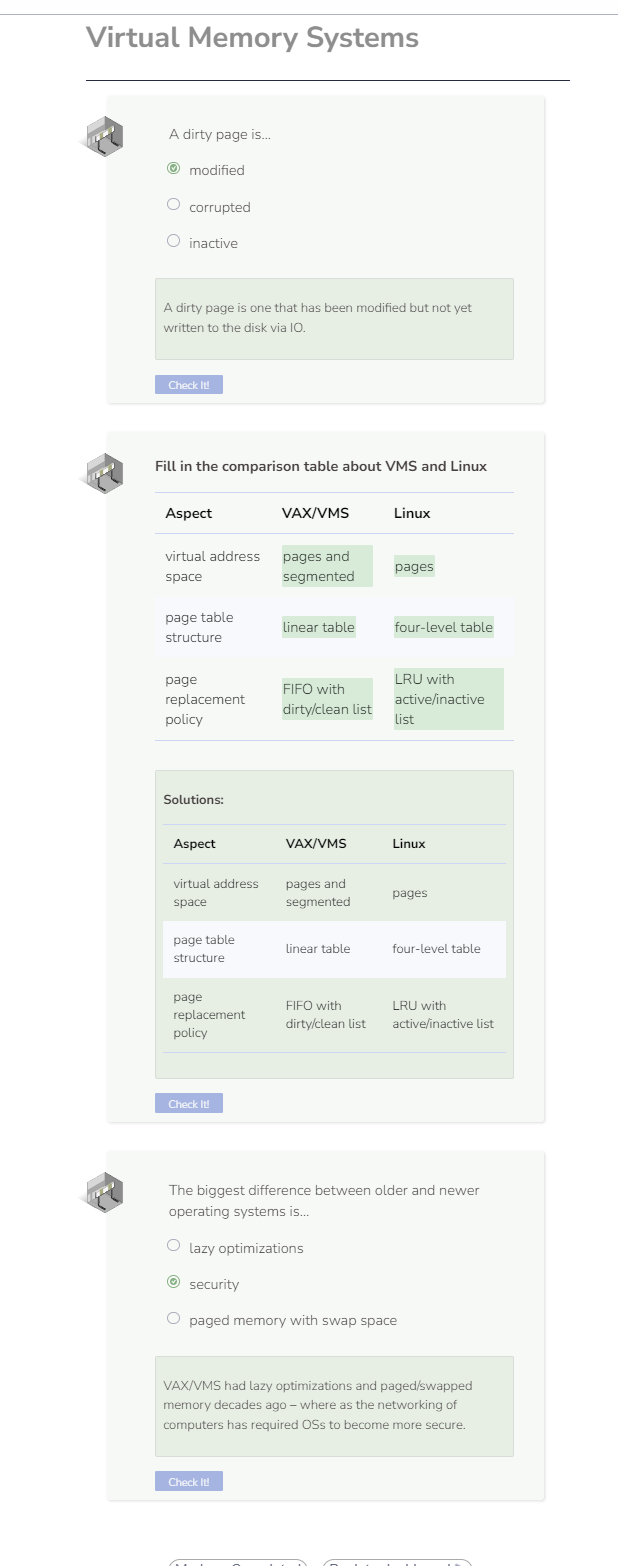 Virtual Memory Systems
A dirty page is...
modified
corrupted
inactive
A dirty page is one that has been modified but not yet
written to the disk via IO.
Check It!
Fill in the comparison table about VMS and Linux
Aspect VAX/VMS Linux
virtual address space pages and segmented pages
page table structure linear table four-level table
page replacement policy FIFO with dirty/clean list LRU with active/inactive list
Solutions:
Aspect VAX/VMS Linux
virtual address space pages and segmented pages
page table structure linear table four-level table
page replacement policy FIFO with dirty/clean list LRU with active/inactive list
Check It!
The biggest difference between older and newer
operating systems is...
lazy optimizations
security
paged memory with swap space
VAX/VMS had lazy optimizations and paged/swapped
memory decades ago – where as the networking of
computers has required OSs to become more secure.
Check It!